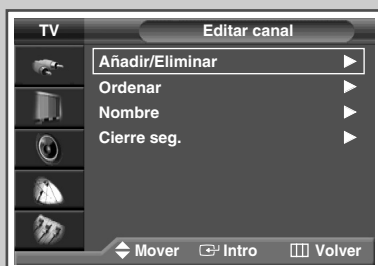 TV Editar canal
Añadir/Eliminar
Ordenar
Nombre
Cierre seg.
Mover Intro Volver